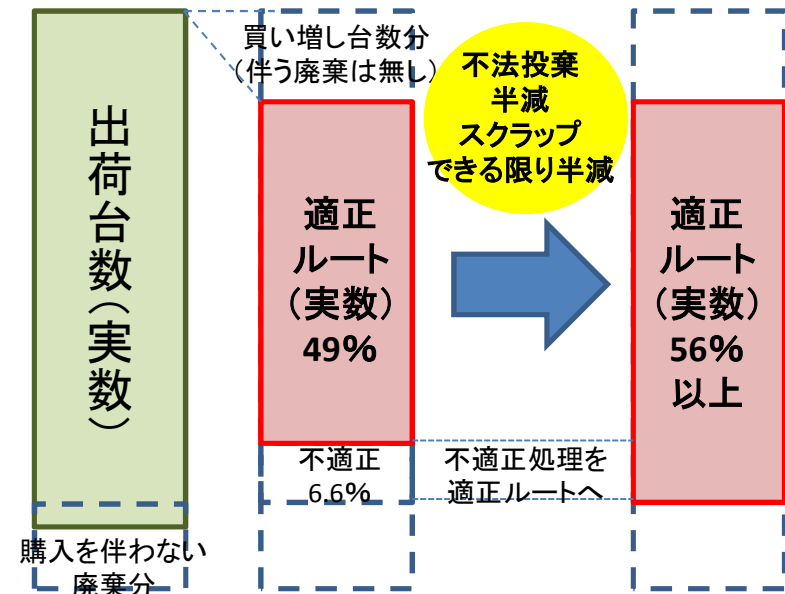 出荷台数（実数）
購入を伴わない
廃棄分
買い増し台数分
（伴う廃棄は無し）
適正
ルート
（実数）
49%
不適正
6.6%
不法投棄
半減
スクラップ
できる限り半減
不適正処理を
適正ルートへ
適正
ルート
（実数）
56%
以上